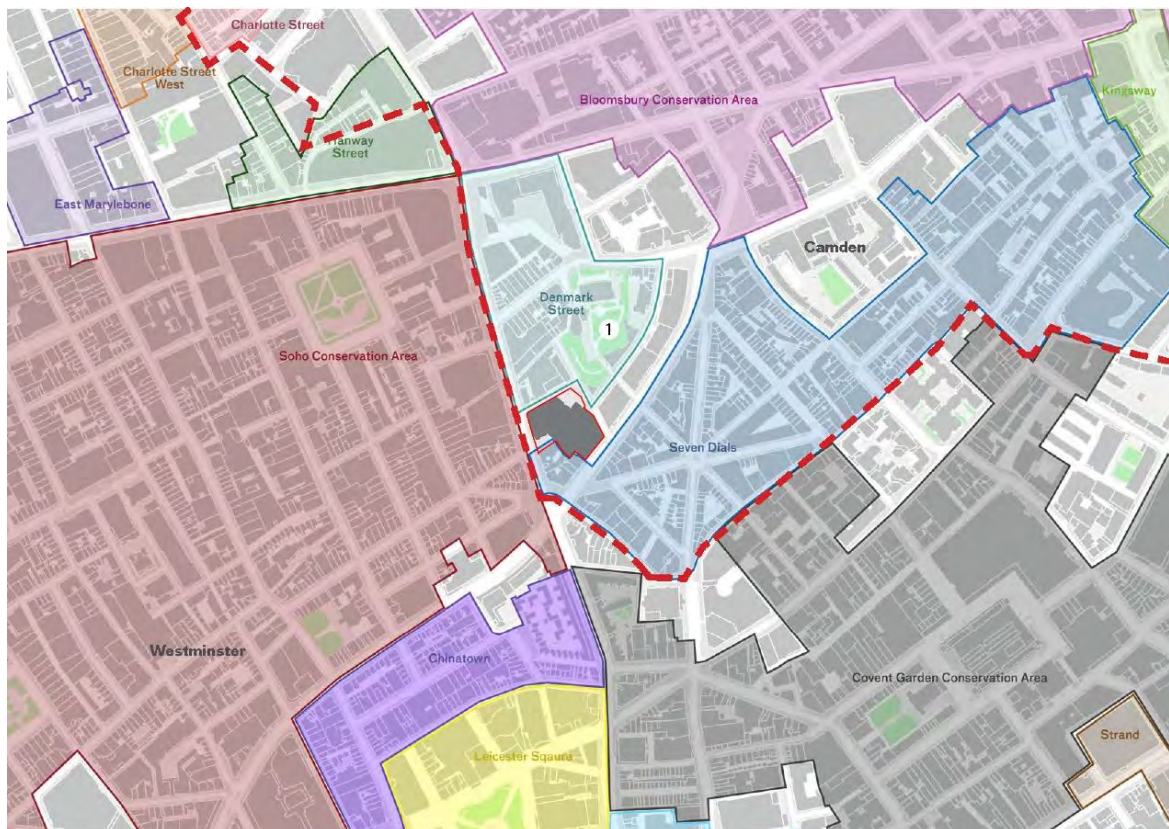 Charlotte Street
Charlotte Street
West
Bloomsbury Conservation Area
Kingsway
Hanway
Street
East Marylebone
Camden
Denmark
Street
1
Soho Conservation Area
Seven Dials
Westminster
Chinatown
Covent Garden Conservation Area
Strand
Leicester Sqaure